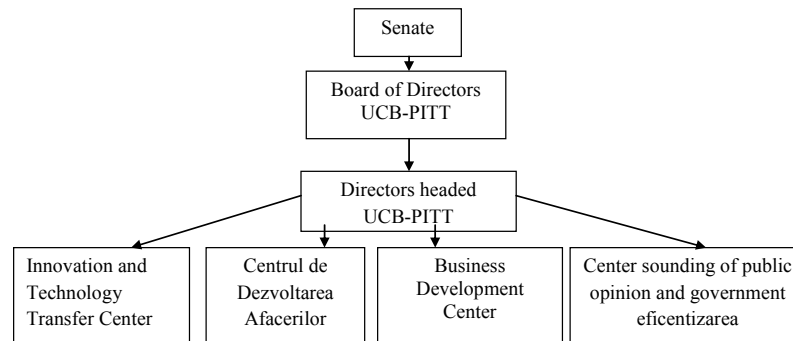 Senate
Board of Directors
UCB-PITT
Directors headed
UCB-PITT
Innovation and
Technology
Transfer Center
Centrul de
Dezvoltarea
Afacerilor
Business
Development
Center
Center sounding of public
opinion and government
eficentizarea